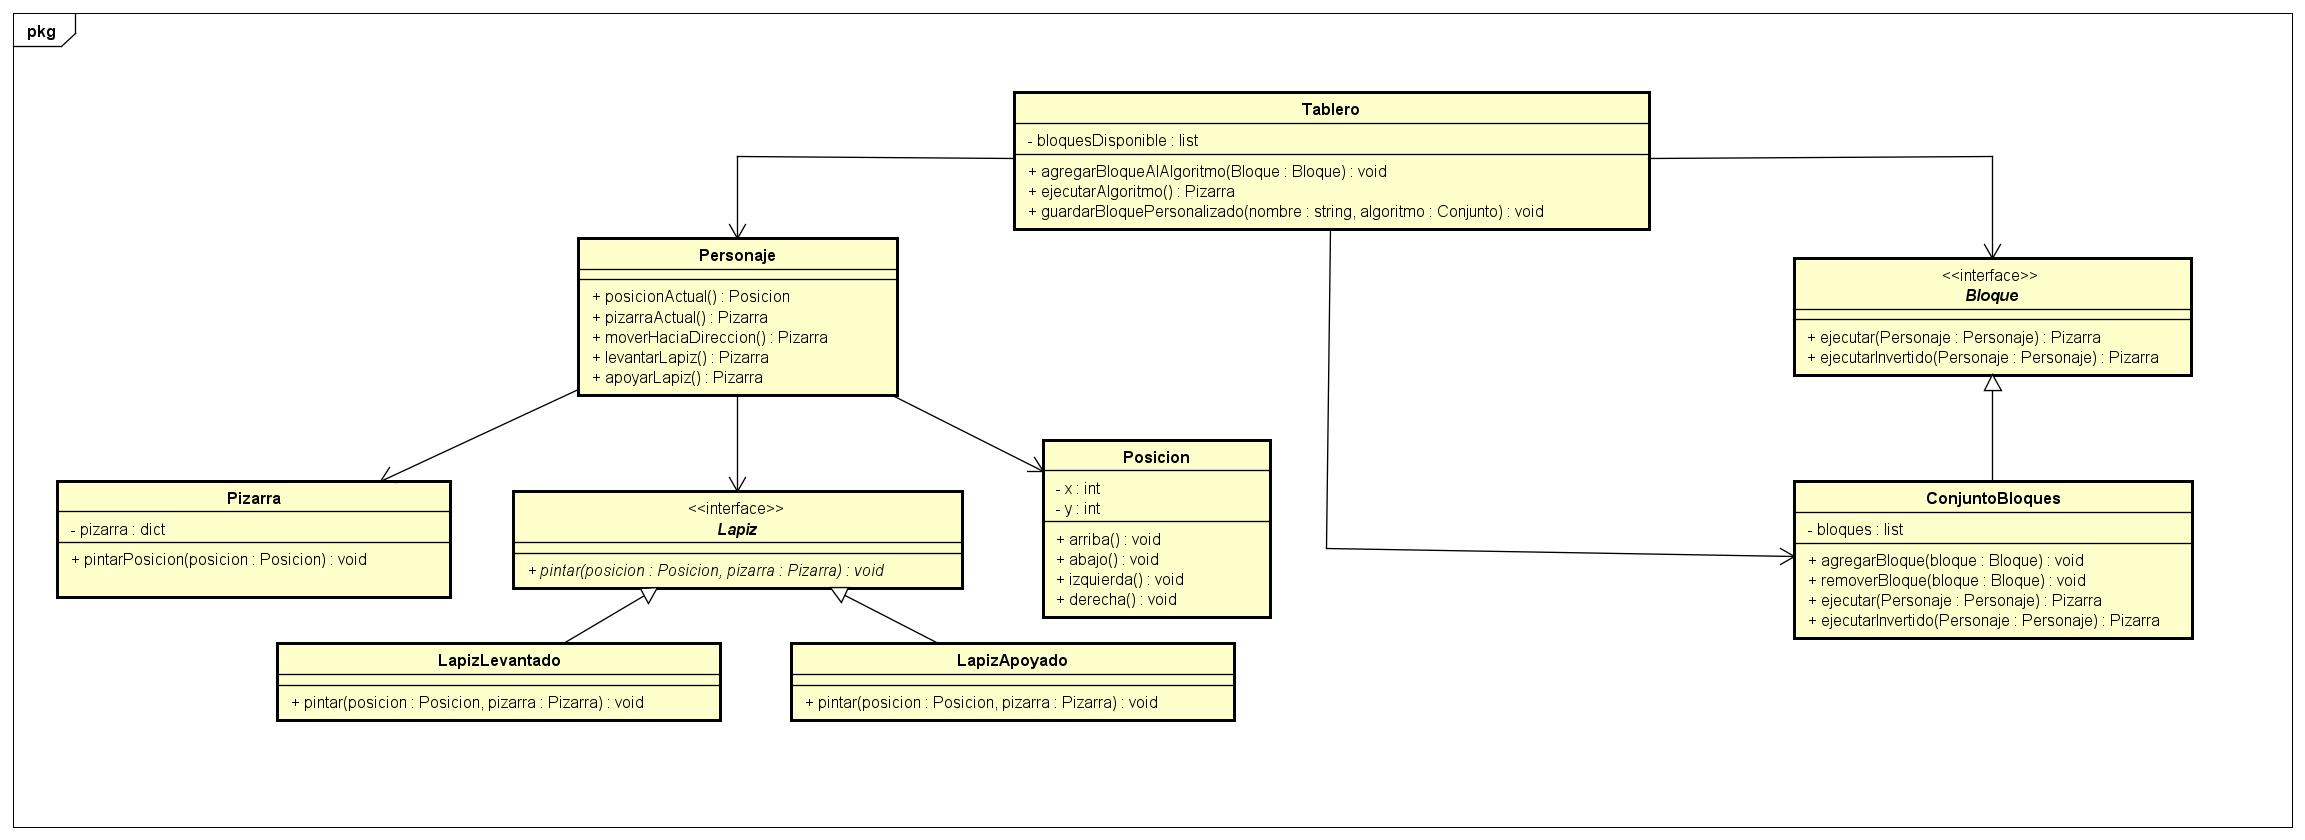 pkg
Tablero
- bloquesDisponible : list
+ agregarBloqueAlAlgoritmo(Bloque : Bloque) : void
+ ejecutarAlgoritmo() : Pizarra
+ guardarBloquePersonalizado(nombre : string, algoritmo : Conjunto) : void
Personaje
+ posicionActual() : Posicion
+ pizarraActual() : Pizarra
+ moverHaciaDireccion() : Pizarra
+ levantarLapiz() : Pizarra
+ apoyarLapiz() : Pizarra
<<interface>>
Bloque
+ ejecutar(Personaje : Personaje) : Pizarra
+ ejecutarInvertido(Personaje : Personaje) : Pizarra
Pizarra
- pizarra : dict
+ pintarPosicion(posicion : Posicion) : void
<<interface>>
Lapiz
+ pintar(posicion : Posicion, pizarra : Pizarra) : void
Posicion
- x : int
- y : int
+ arriba() : void
+ abajo() : void
+ izquierda() : void
+ derecha() : void
ConjuntoBloques
- bloques : list
+ agregarBloque(bloque : Bloque) : void
+ removerBloque(bloque : Bloque) : void
+ ejecutar(Personaje : Personaje) : Pizarra
+ ejecutarInvertido(Personaje : Personaje) : Pizarra
LapizLevantado
+ pintar(posicion : Posicion, pizarra : Pizarra) : void
LapizApoyado
+ pintar(posicion : Posicion, pizarra : Pizarra) : void